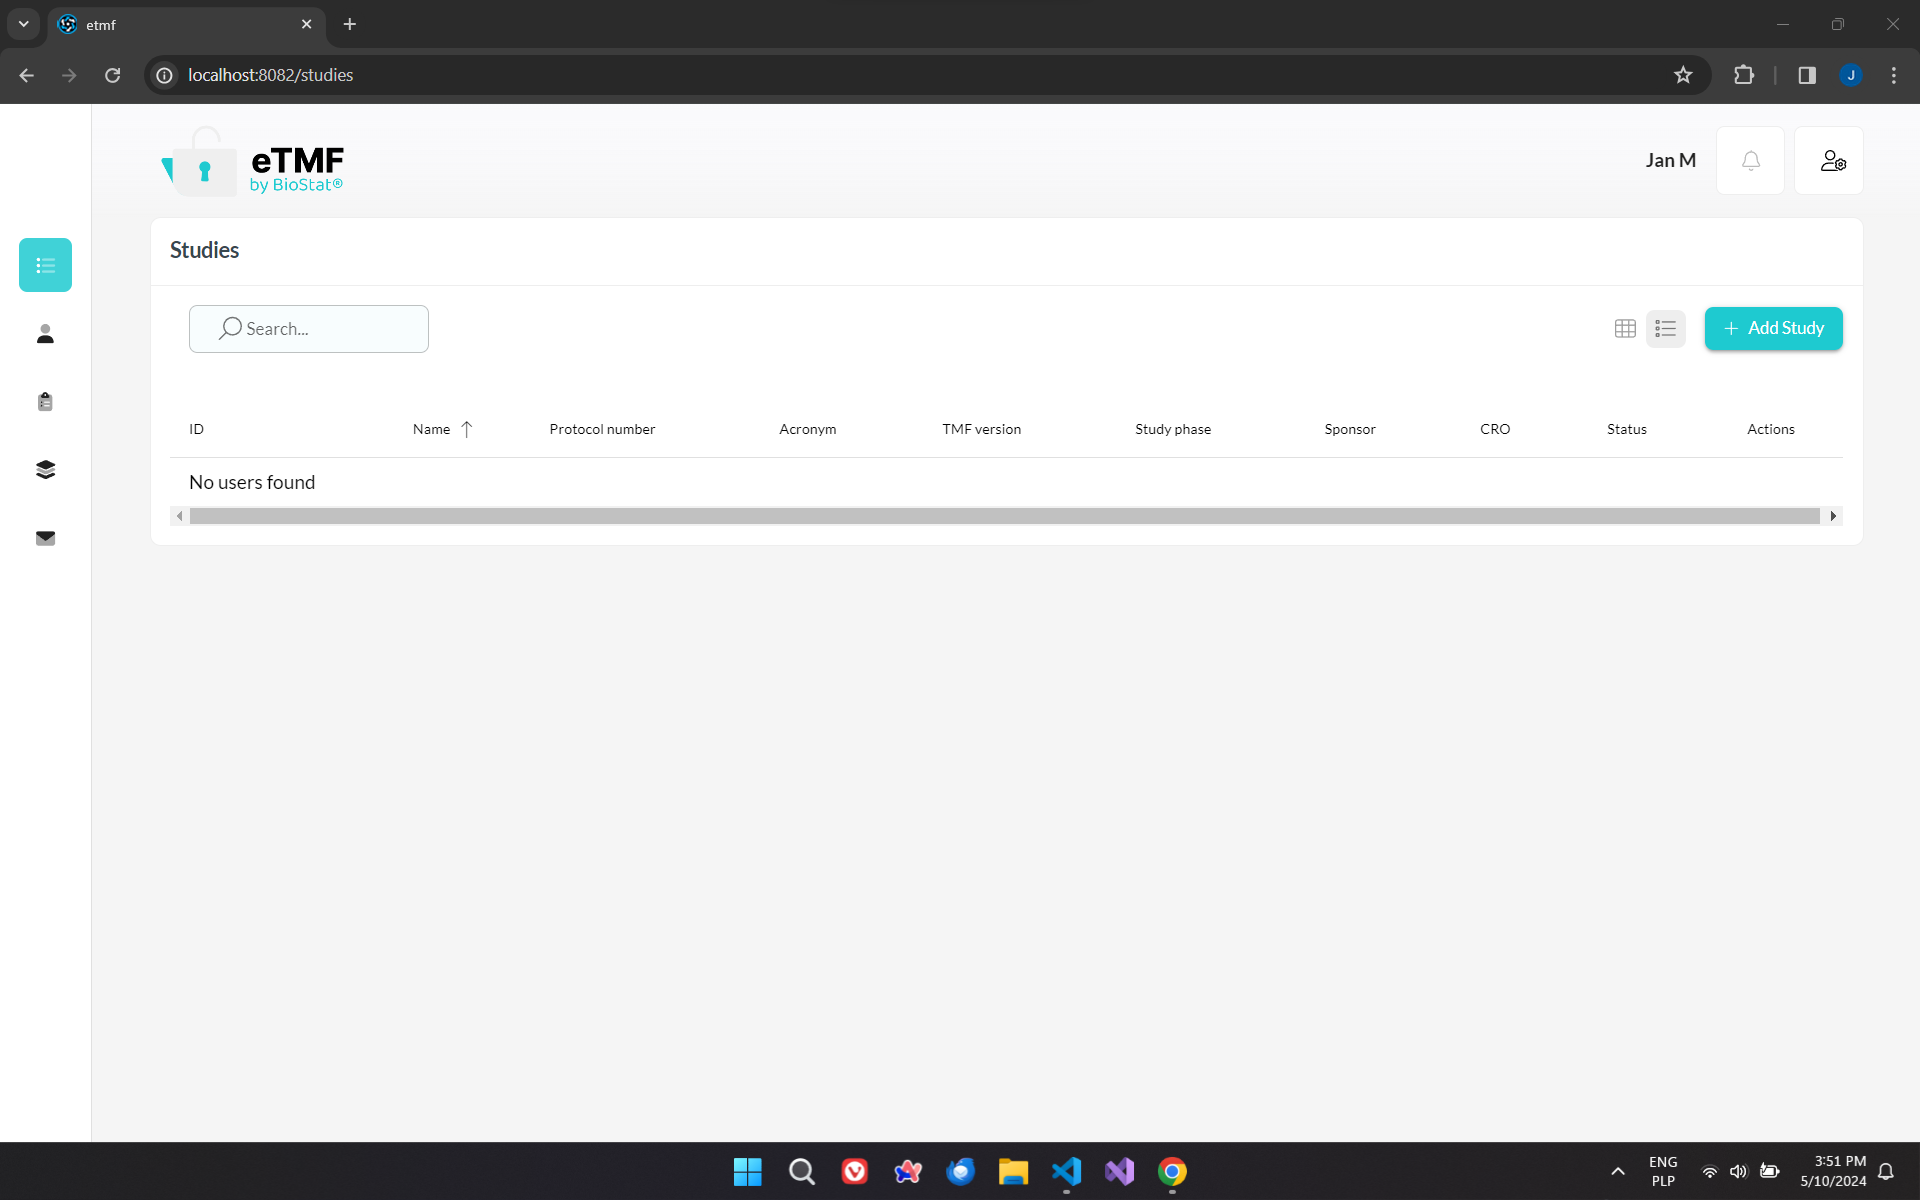 etmf
localhost:8082/studies
J
eTMF
by BioStat®
Jan M
Studies
Search...
Add Study
ID Name Protocol number Acronym TMF version Study phase Sponsor CRO Status Actions
No users found
ENG
PLP
3:51 PM
5/10/2024